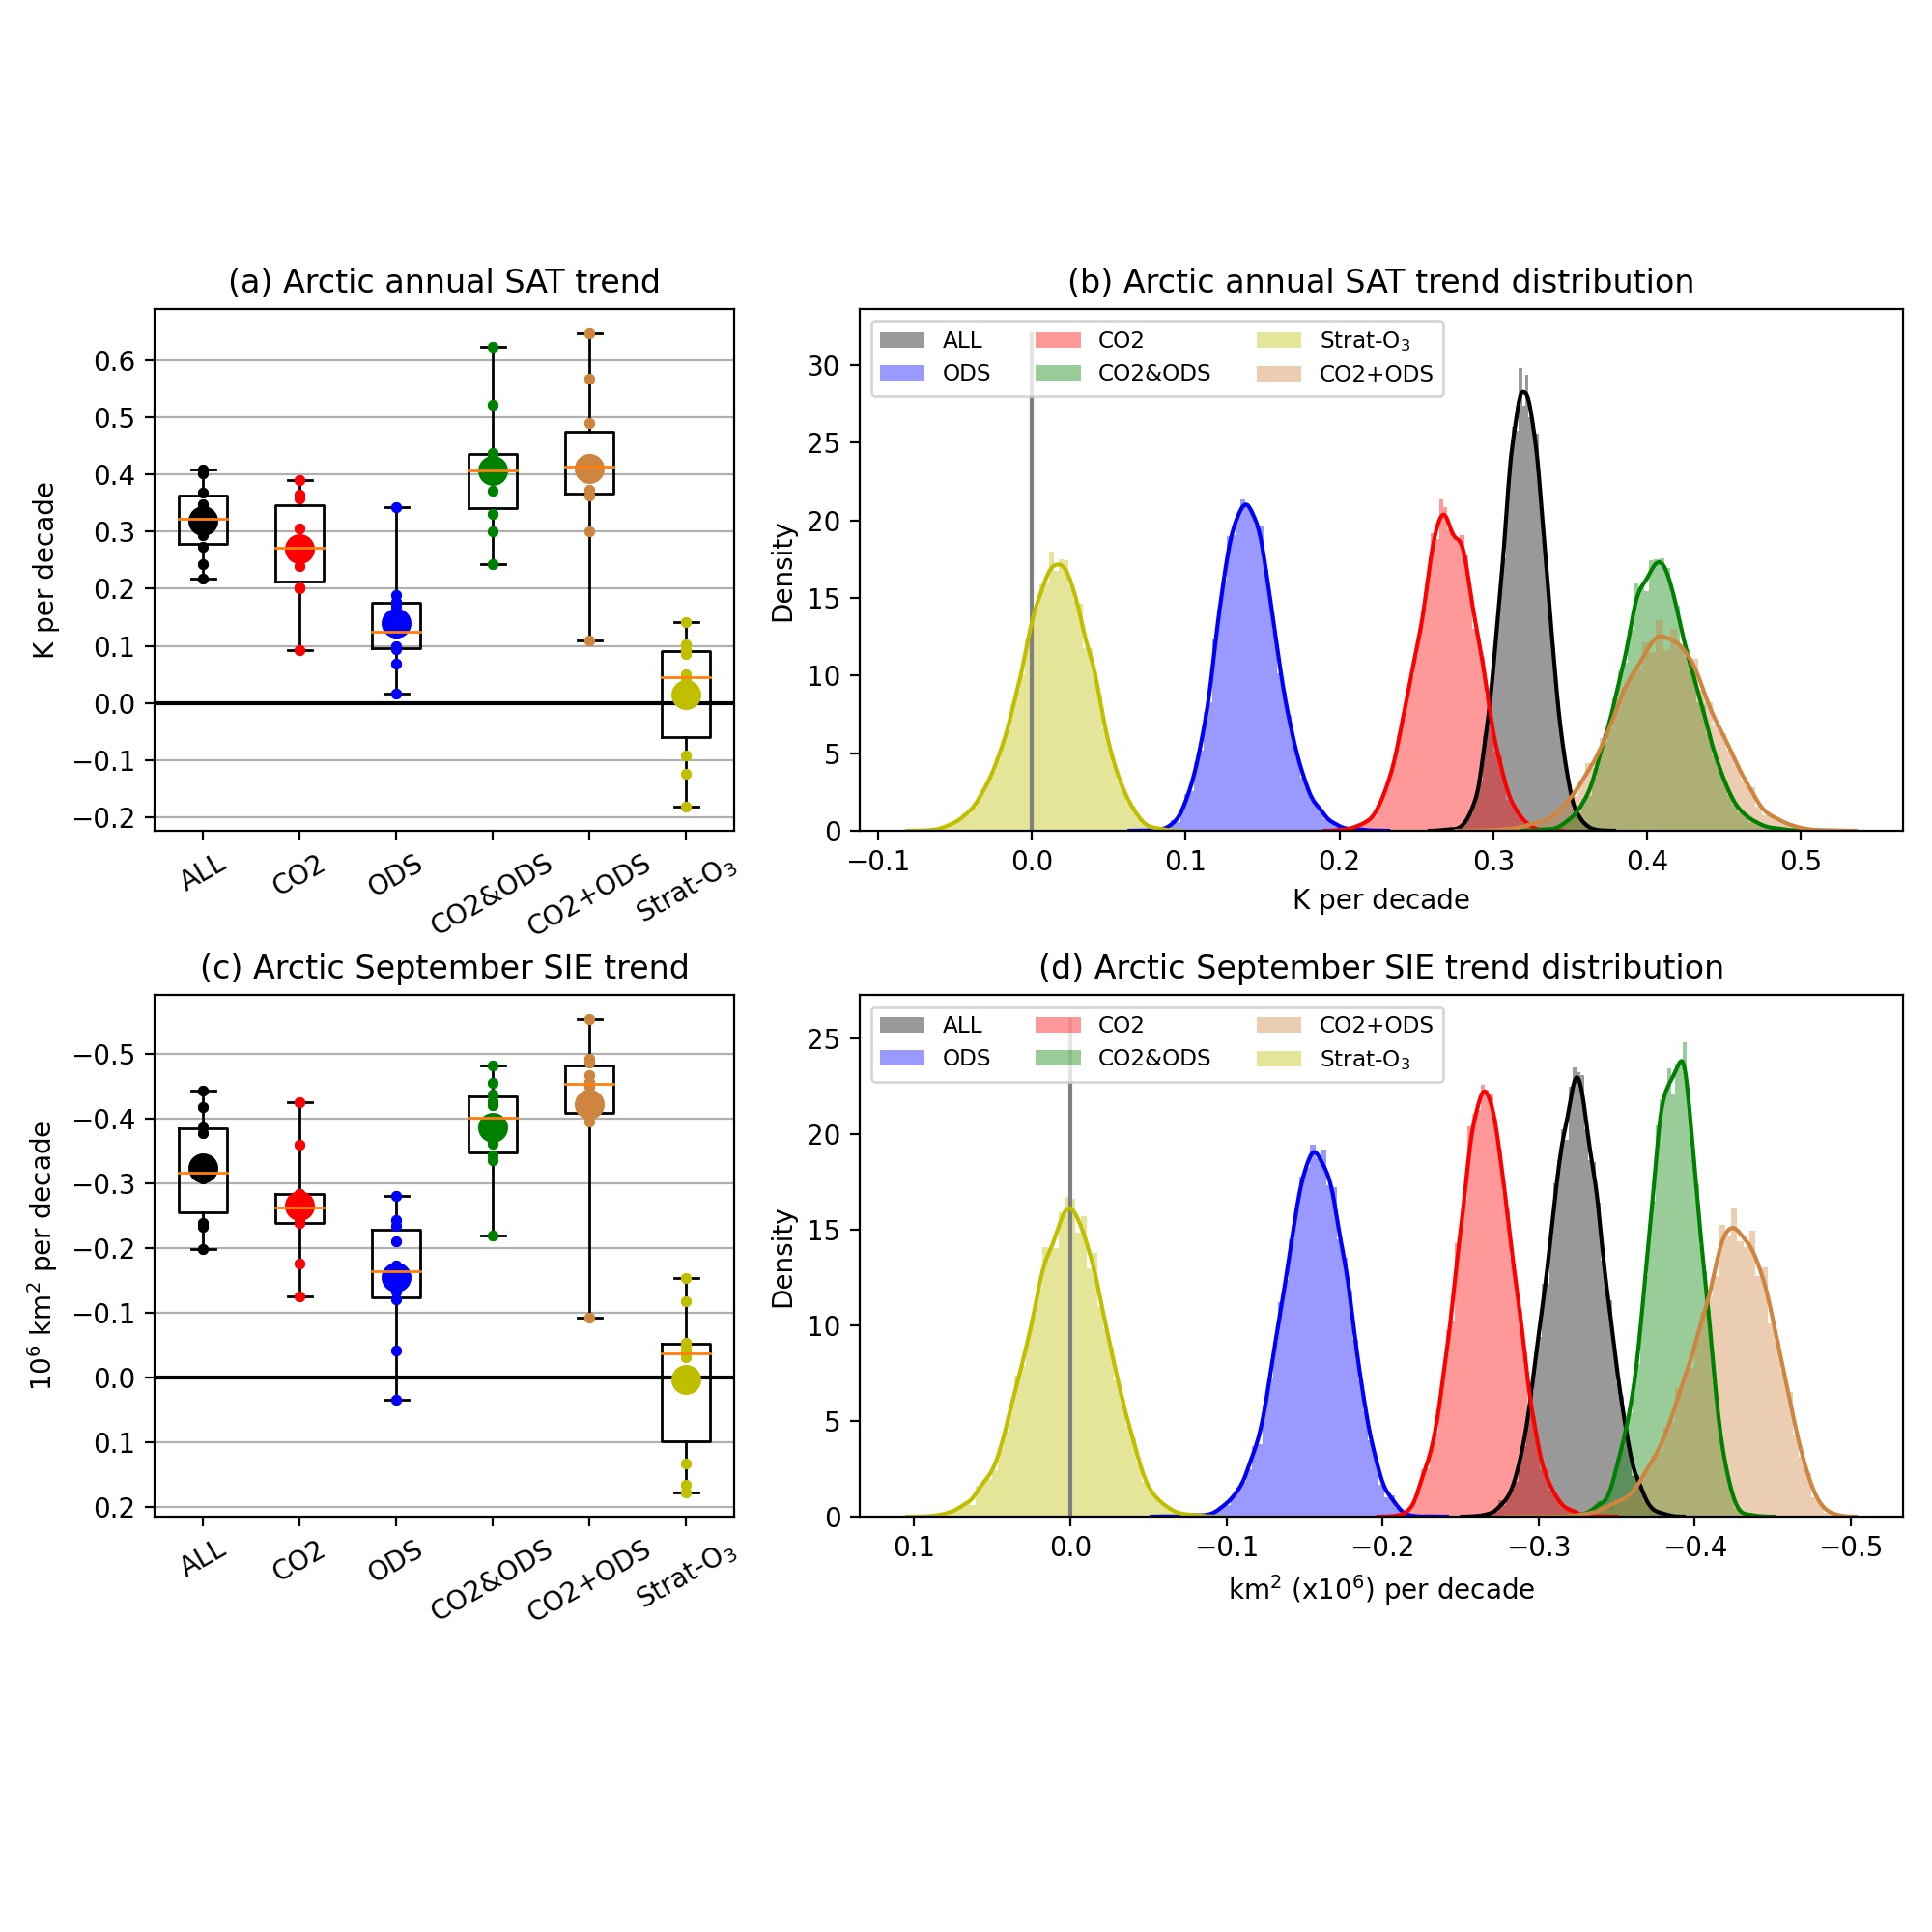 (a) Arctic annual SAT trend
K per decade
0.6
0.5
0.4
0.3
0.2
0.1
0.0
−0.1
−0.2
ALL
CO2
ODS
CO2&ODS
CO2+ODS
Strat-O₃
(b) Arctic annual SAT trend distribution
ALL
CO2
Strat-O₃
ODS
CO2&ODS
CO2+ODS
Density
30
25
20
15
10
5
0
−0.1
0.0
0.1
0.2
0.3
0.4
0.5
K per decade
(c) Arctic September SIE trend
10⁶ km² per decade
−0.5
−0.4
−0.3
−0.2
−0.1
0.0
0.1
0.2
ALL
CO2
ODS
CO2&ODS
CO2+ODS
Strat-O₃
(d) Arctic September SIE trend distribution
ALL
CO2
CO2+ODS
ODS
CO2&ODS
Strat-O₃
Density
25
20
15
10
5
0
0.1
0.0
−0.1
−0.2
−0.3
−0.4
−0.5
km² (x10⁶) per decade